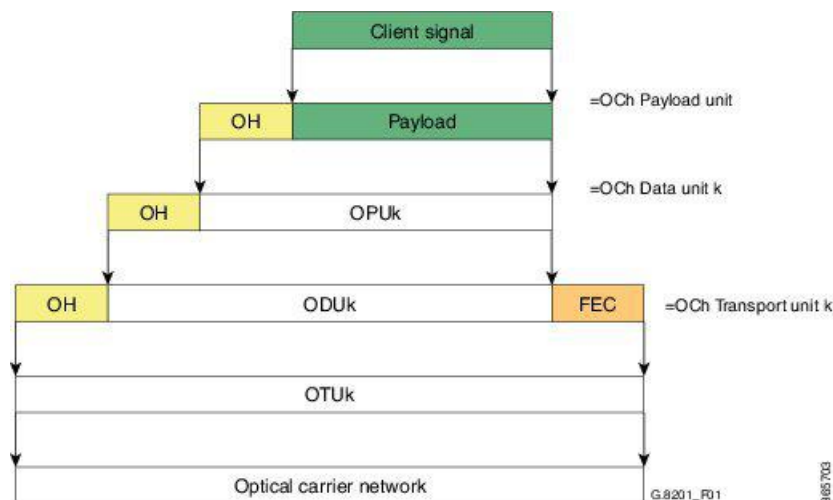 Client signal
=OCh Payload unit
OH Payload
=OCh Data unit k
OH OPUk
OH ODUk FEC =OCh Transport unit k
OTUk
Optical carrier network
G.8201_F01
365703